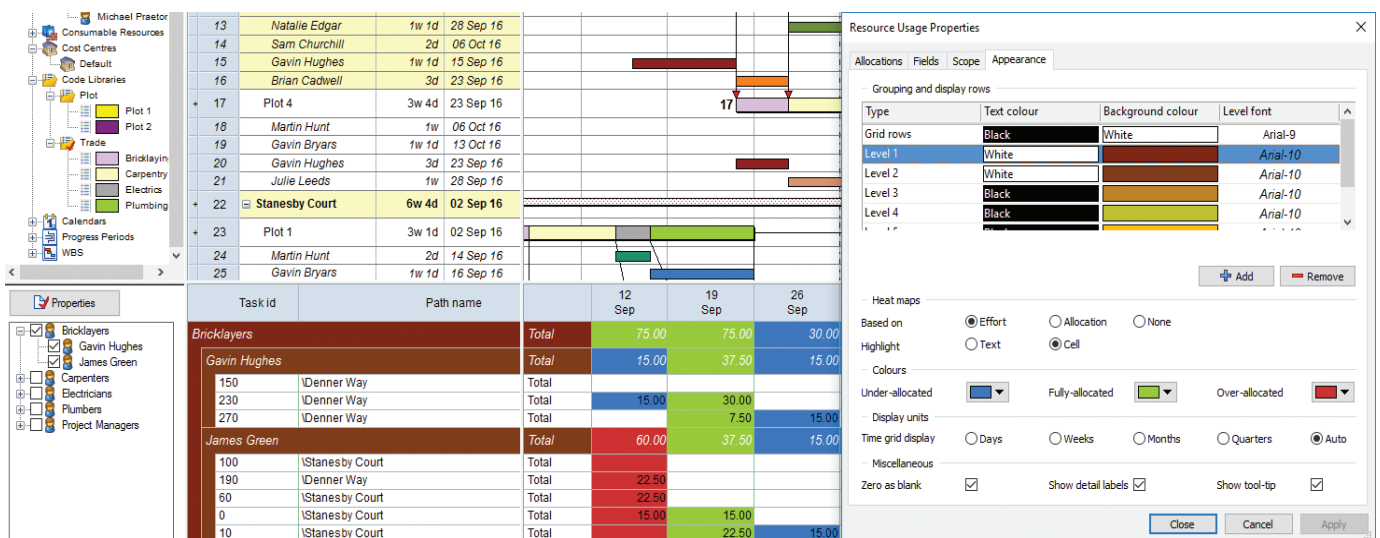 Michael Praetor
Consumable Resources
Cost Centres
Default
Code Libraries
Plot
Plot 1
Plot 2
Trade
Bricklayin
Carpentry
Electrics
Plumbing
Calendars
Progress Periods
WBS
13 Natalie Edgar 1w 1d 28 Sep 16
14 Sam Churchill 2d 06 Oct 16
15 Gavin Hughes 1w 1d 15 Sep 16
16 Brian Cadwell 3d 23 Sep 16
17 Plot 4 3w 4d 23 Sep 16 17
18 Martin Hunt 1w 06 Oct 16
19 Gavin Bryars 1w 1d 13 Oct 16
20 Gavin Hughes 3d 23 Sep 16
21 Julie Leeds 1w 28 Sep 16
22 Stanesby Court 6w 4d 02 Sep 16
23 Plot 1 3w 1d 02 Sep 16
24 Martin Hunt 2d 14 Sep 16
25 Gavin Bryars 1w 1d 16 Sep 16
Properties
Bricklayers
Gavin Hughes
James Green
Carpenters
Electricians
Plumbers
Project Managers
Task id Path name 12 Sep 19 Sep 26 Sep
Bricklayers Total 75.00 75.00 30.00
Gavin Hughes Total 15.00 37.50 15.00
150 \Denner Way Total
230 \Denner Way Total 15.00 30.00
270 \Denner Way Total 7.50 15.00
James Green Total 60.00 37.50 15.00
100 \Stanesby Court Total
190 \Denner Way Total 22.50
60 \Stanesby Court Total 22.50
0 \Stanesby Court Total 15.00 15.00
10 \Stanesby Court Total 22.50 15.00
Resource Usage Properties
Allocations Fields Scope Appearance
Grouping and display rows
Type Text colour Background colour Level font
Grid rows Black White Arial-9
Level 1 White Arial-10
Level 2 White Arial-10
Level 3 Black Arial-10
Level 4 Black Arial-10
Add Remove
Heat maps
Based on Effort Allocation None
Highlight Text Cell
Colours
Under-allocated Fully-allocated Over-allocated
Display units
Time grid display Days Weeks Months Quarters Auto
Miscellaneous
Zero as blank Show detail labels Show tool-tip
Close Cancel Apply